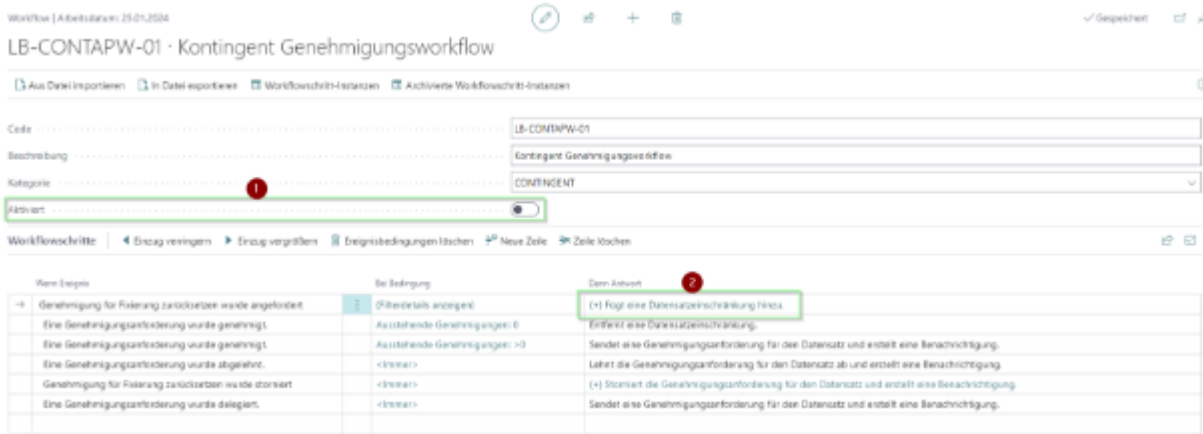 Workflow | Arbeitsdatum: 25.01.2024
Gespeichert
LB-CONTAPW-01 · Kontingent Genehmigungsworkflow
Aus Datei importieren In Datei exportieren Workflowschritt-Instanzen Archivierte Workflowschritt-Instanzen
Code LB-CONTAPW-01
Beschreibung Kontingent Genehmigungsworkflow
Kategorie CONTINGENT
1
Aktiviert
Workflowschritte Einzug verringern Einzug vergrößern Ereignisbedingungen löschen Neue Zeile Zeile löschen
2
Wenn Ereignis Bei Bedingung Dann Antwort
Genehmigung für Fixierung zurücksetzen wurde angefordert (Filterdetails anzeigen) (+) Fügt eine Datensatzeinschränkung hinzu.
Eine Genehmigungsanforderung wurde genehmigt. Ausstehende Genehmigungen: 0 Entfernt eine Datensatzeinschränkung.
Eine Genehmigungsanforderung wurde genehmigt. Ausstehende Genehmigungen: >0 Sendet eine Genehmigungsanforderung für den Datensatz und erstellt eine Benachrichtigung.
Eine Genehmigungsanforderung wurde abgelehnt. <Immer> Lehnt die Genehmigungsanforderung für den Datensatz ab und erstellt eine Benachrichtigung.
Genehmigung für Fixierung zurücksetzen wurde storniert <Immer> (+) Storniert die Genehmigungsanforderung für den Datensatz und erstellt eine Benachrichtigung.
Eine Genehmigungsanforderung wurde delegiert. <Immer> Sendet eine Genehmigungsanforderung für den Datensatz und erstellt eine Benachrichtigung.